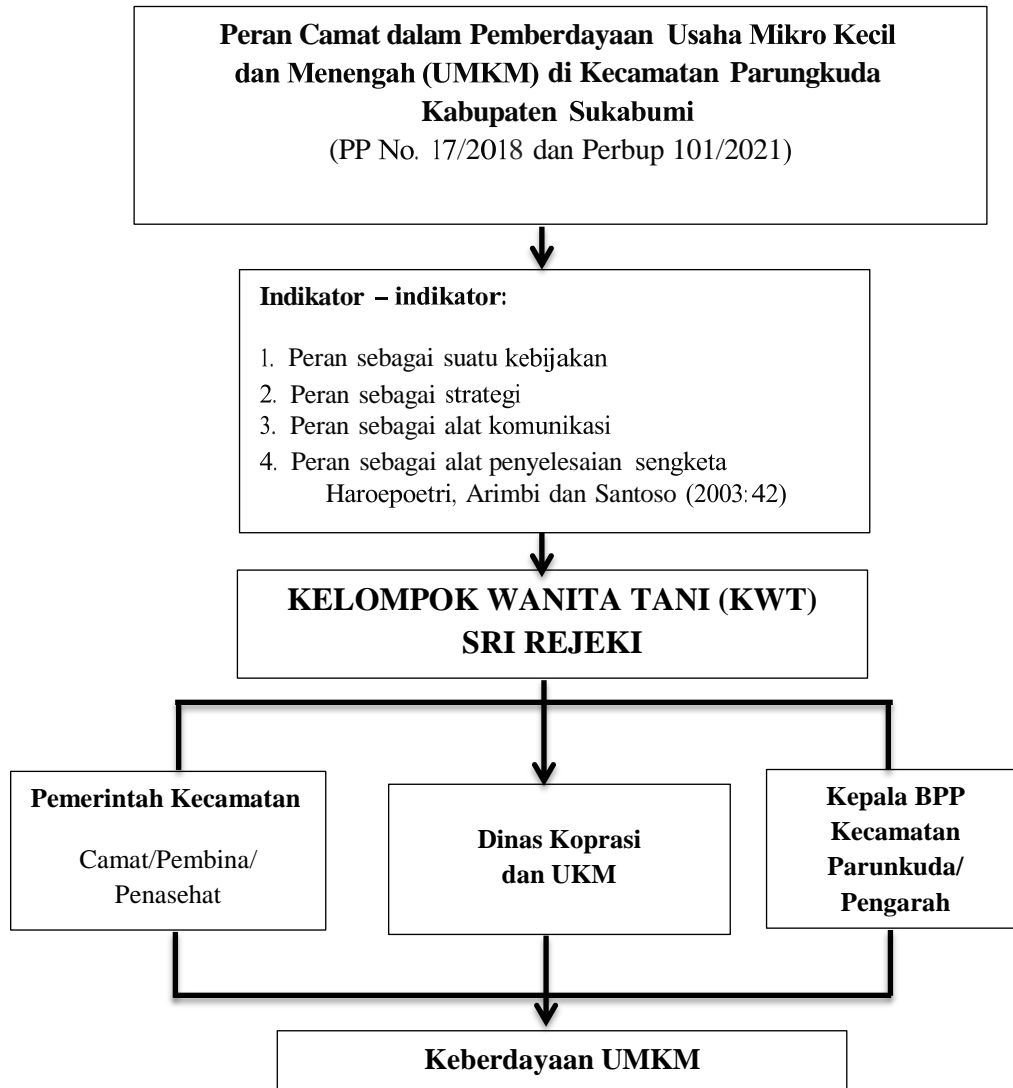 Peran Camat dalam Pemberdayaan Usaha Mikro Kecil
dan Menengah (UMKM) di Kecamatan Parungkuda
Kabupaten Sukabumi
(PP No. 17/2018 dan Perbup 101/2021)
Indikator – indikator:
1. Peran sebagai suatu kebijakan
2. Peran sebagai strategi
3. Peran sebagai alat komunikasi
4. Peran sebagai alat penyelesaian sengketa
Haroepoetri, Arimbi dan Santoso (2003:42)
KELOMPOK WANITA TANI (KWT)
SRI REJEKI
Pemerintah Kecamatan
Camat/Pembina/
Penasehat
Dinas Koprasi
dan UKM
Kepala BPP
Kecamatan
Parunkuda/
Pengarah
Keberdayaan UMKM